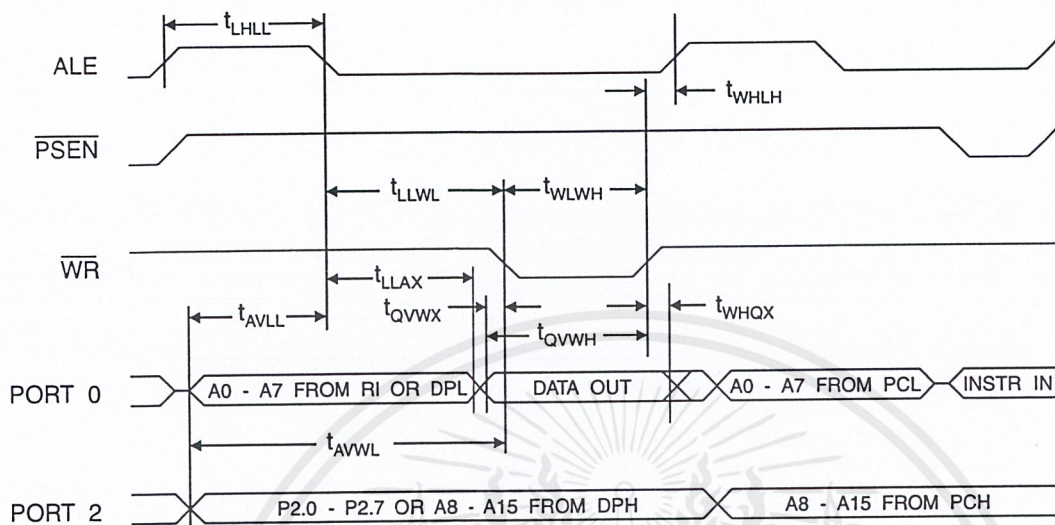 tLHLL
ALE
tWHLH
PSEN
tLLWL
tWLWH
WR
tLLAX
tAVLL
tQVWX
tWHQX
tQVWH
PORT 0
A0 - A7 FROM RI OR DPL
DATA OUT
A0 - A7 FROM PCL
INSTR IN
tAVWL
PORT 2
P2.0 - P2.7 OR A8 - A15 FROM DPH
A8 - A15 FROM PCH